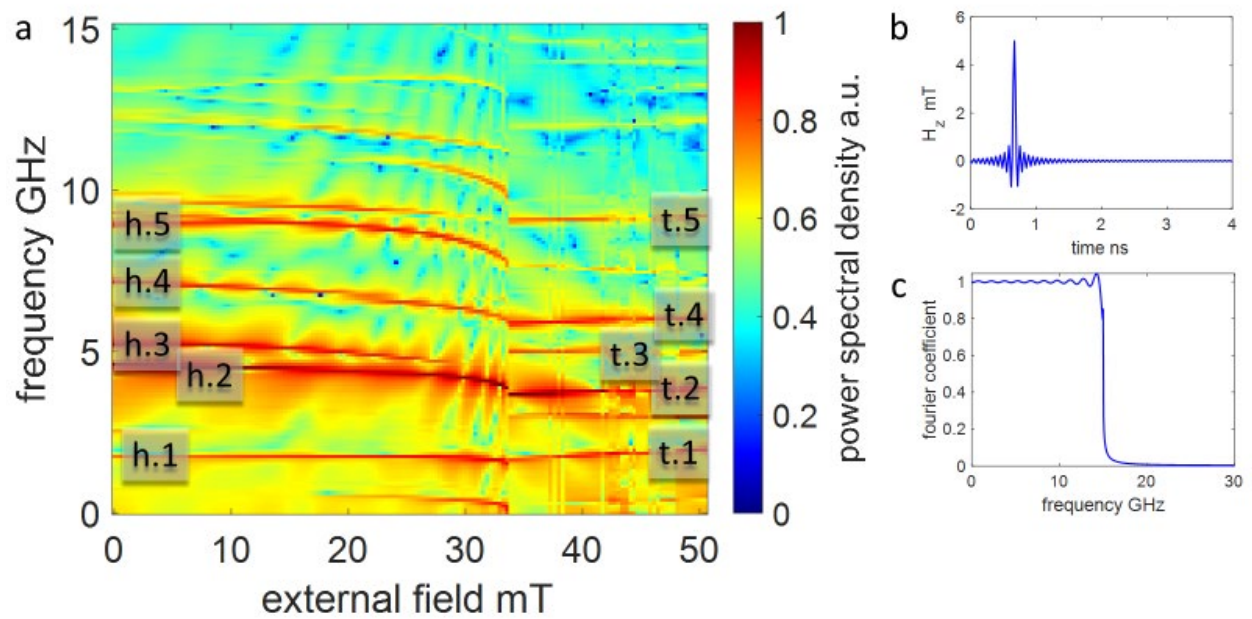 a
15
10
5
0
frequency GHz
h.5
h.4
h.3
h.2
h.1
t.5
t.4
t.3
t.2
t.1
0 10 20 30 40 50
external field mT
1
0.8
0.6
0.4
0.2
0
power spectral density a.u.
b
6
4
2
0
-2
H_z mT
0 1 2 3 4
time ns
c
1
0.8
0.6
0.4
0.2
0
fourier coefficient
0 10 20 30
frequency GHz